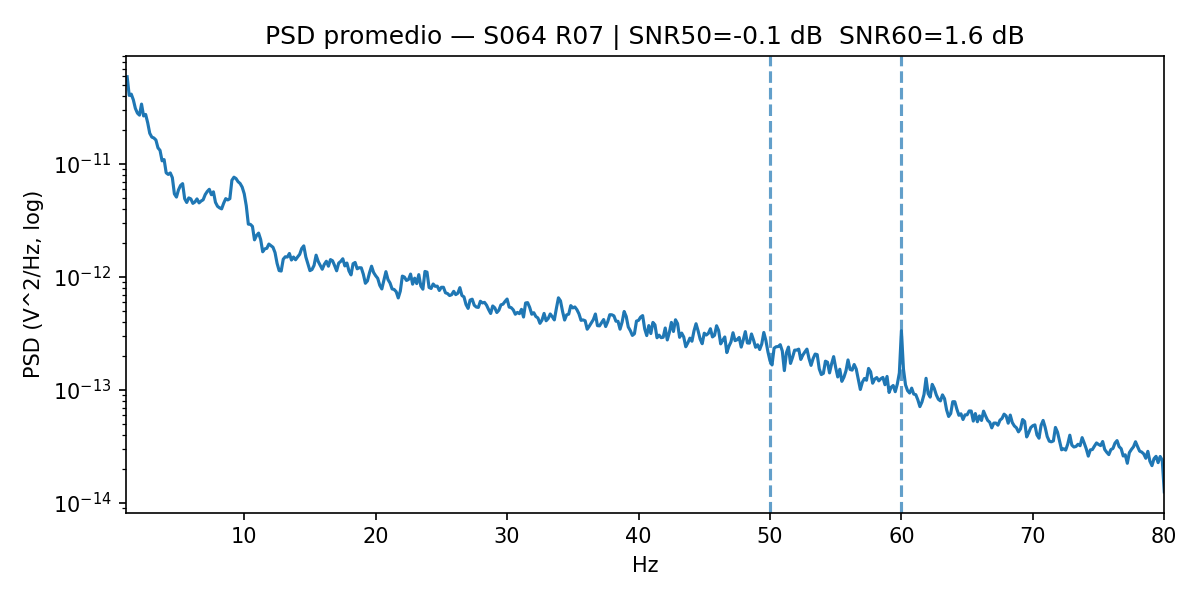 PSD promedio — S064 R07 | SNR50=-0.1 dB  SNR60=1.6 dB
PSD (V^2/Hz, log)
10⁻¹¹
10⁻¹²
10⁻¹³
10⁻¹⁴
10 20 30 40 50 60 70 80
Hz